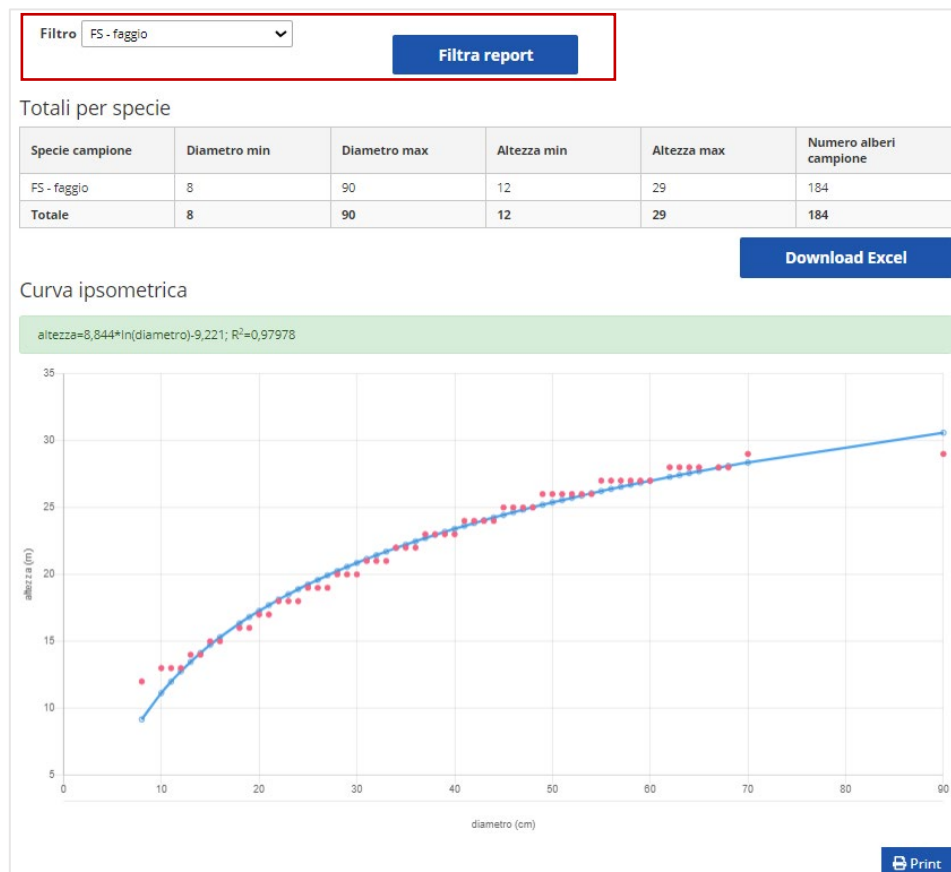 Filtro FS - faggio
Filtra report
Totali per specie
Specie campione Diametro min Diametro max Altezza min Altezza max Numero alberi campione
FS - faggio 8 90 12 29 184
Totale 8 90 12 29 184
Download Excel
Curva ipsometrica
altezza=8,844*ln(diametro)-9,221; R²=0,97978
35
30
25
20
15
10
5
altezza (m)
0 10 20 30 40 50 60 70 80 90
diametro (cm)
Print